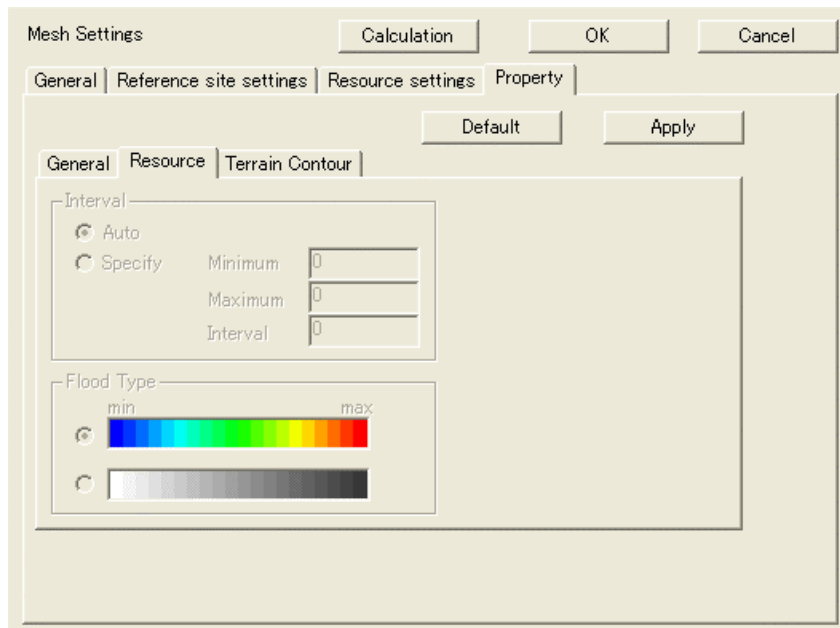 Mesh Settings Calculation OK Cancel
General Reference site settings Resource settings Property
Default Apply
General Resource Terrain Contour
Interval
Auto
Specify Minimum 0
Maximum 0
Interval 0
Flood Type
min max